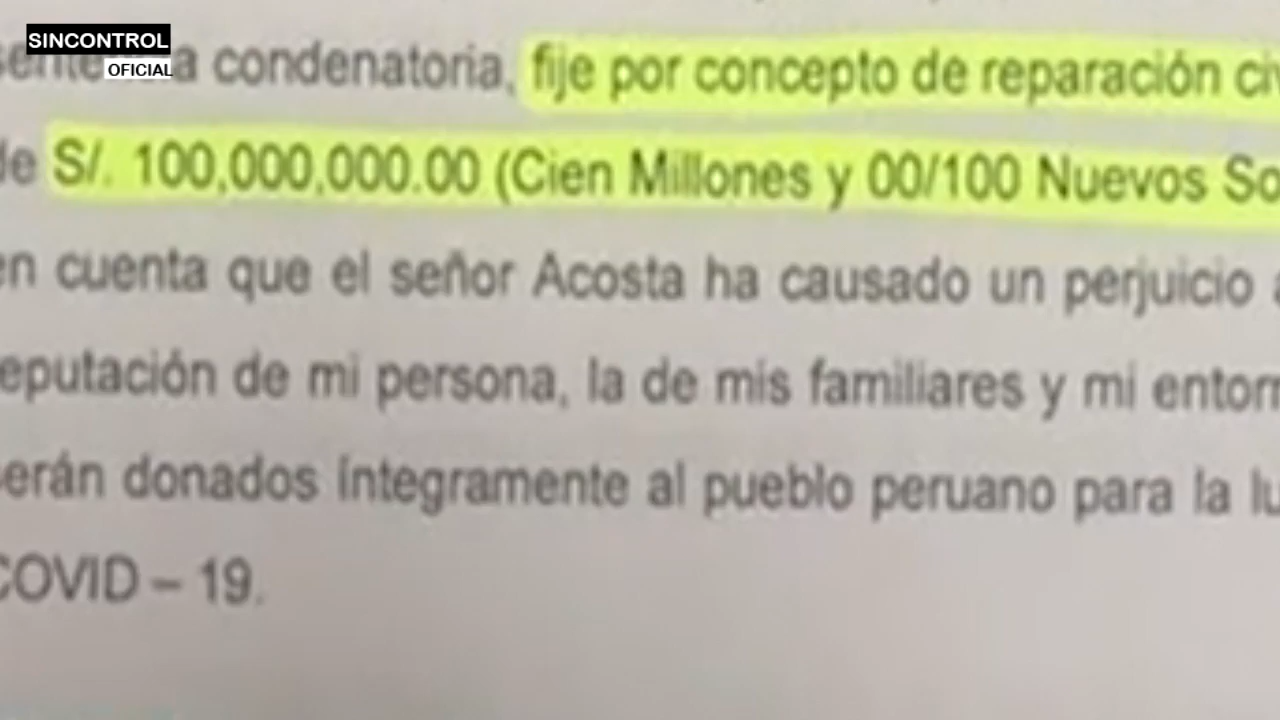 SINCONTROL
OFICIAL
condenatoria, fije por concepto de reparación
de S/. 100,000,000.00 (Cien Millones y 00/100 Nuevos
en cuenta que el señor Acosta ha causado un perjuicio
reputación de mi persona, la de mis familiares y mi
serán donados íntegramente al pueblo peruano para la
COVID – 19.